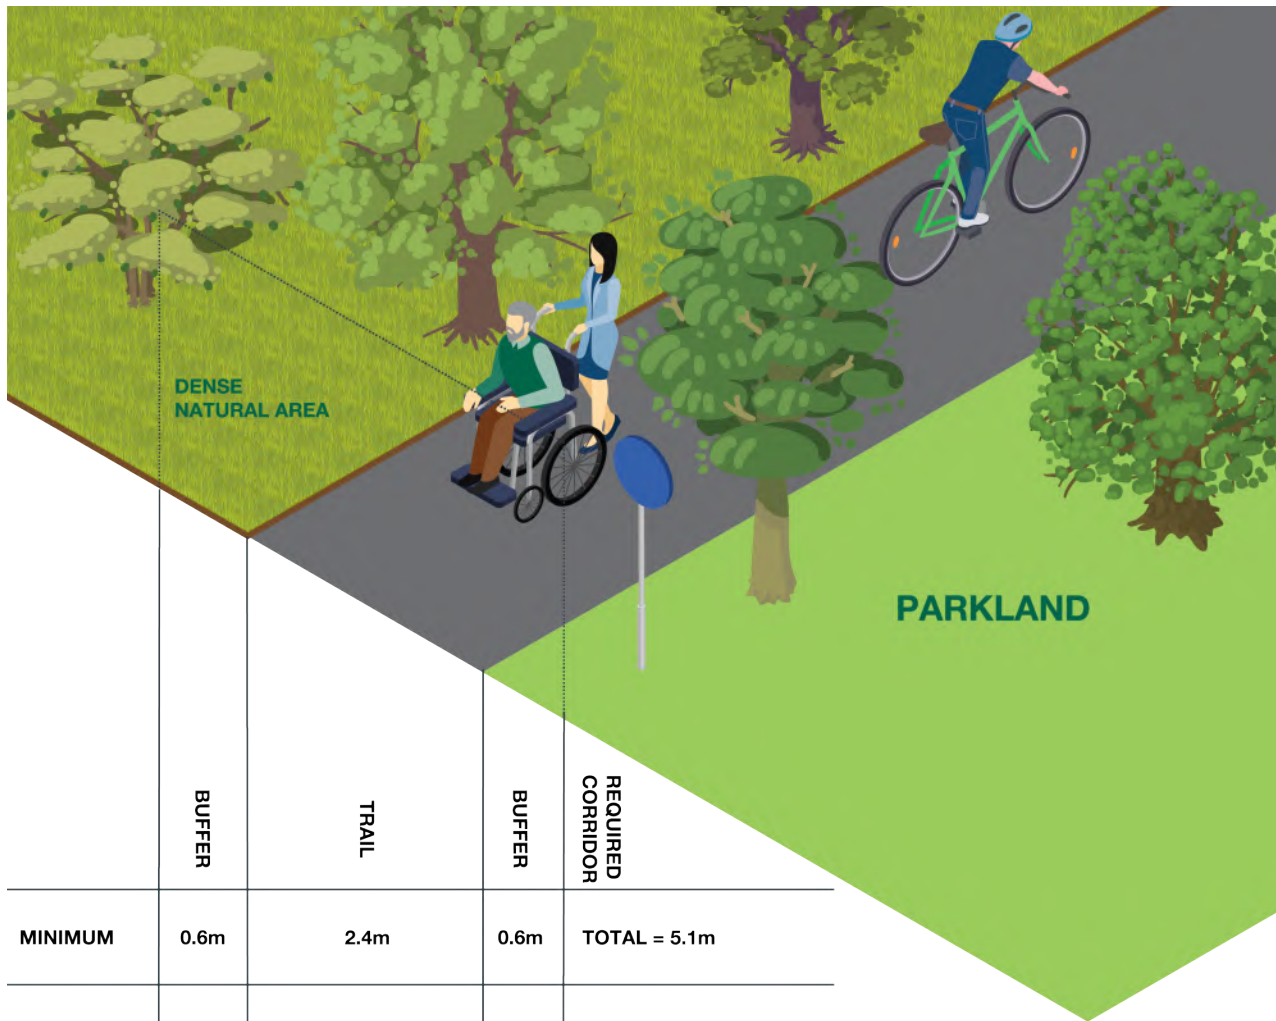 DENSE
NATURAL AREA
PARKLAND
BUFFER
TRAIL
BUFFER
REQUIRED
CORRIDOR
MINIMUM 0.6m 2.4m 0.6m TOTAL = 5.1m